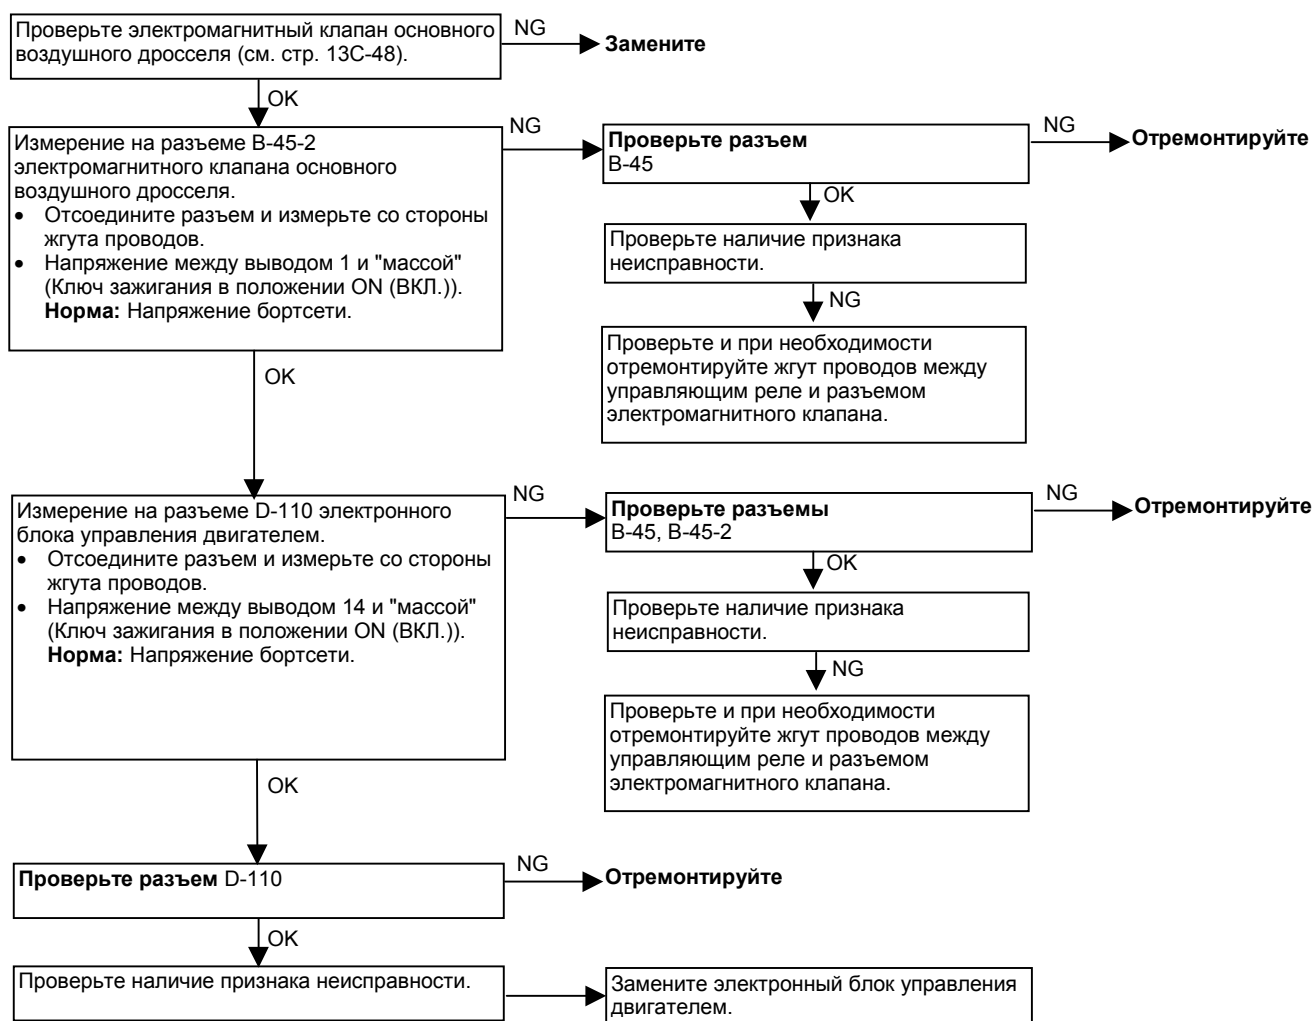 Проверьте электромагнитный клапан основного
воздушного дросселя (см. стр. 13C-48).
NG
Замените
OK
Измерение на разъеме B-45-2
электромагнитного клапана основного
воздушного дросселя.
• Отсоедините разъем и измерьте со стороны
жгута проводов.
• Напряжение между выводом 1 и "массой"
(Ключ зажигания в положении ON (ВКЛ.)).
Норма: Напряжение бортсети.
NG
Проверьте разъем
B-45
NG
Отремонтируйте
OK
Проверьте наличие признака
неисправности.
NG
Проверьте и при необходимости
отремонтируйте жгут проводов между
управляющим реле и разъемом
электромагнитного клапана.
OK
Измерение на разъеме D-110 электронного
блока управления двигателем.
• Отсоедините разъем и измерьте со стороны
жгута проводов.
• Напряжение между выводом 14 и "массой"
(Ключ зажигания в положении ON (ВКЛ.)).
Норма: Напряжение бортсети.
NG
Проверьте разъемы
B-45, B-45-2
NG
Отремонтируйте
OK
Проверьте наличие признака
неисправности.
NG
Проверьте и при необходимости
отремонтируйте жгут проводов между
управляющим реле и разъемом
электромагнитного клапана.
OK
Проверьте разъем D-110
NG
Отремонтируйте
OK
Проверьте наличие признака неисправности.
Замените электронный блок управления
двигателем.